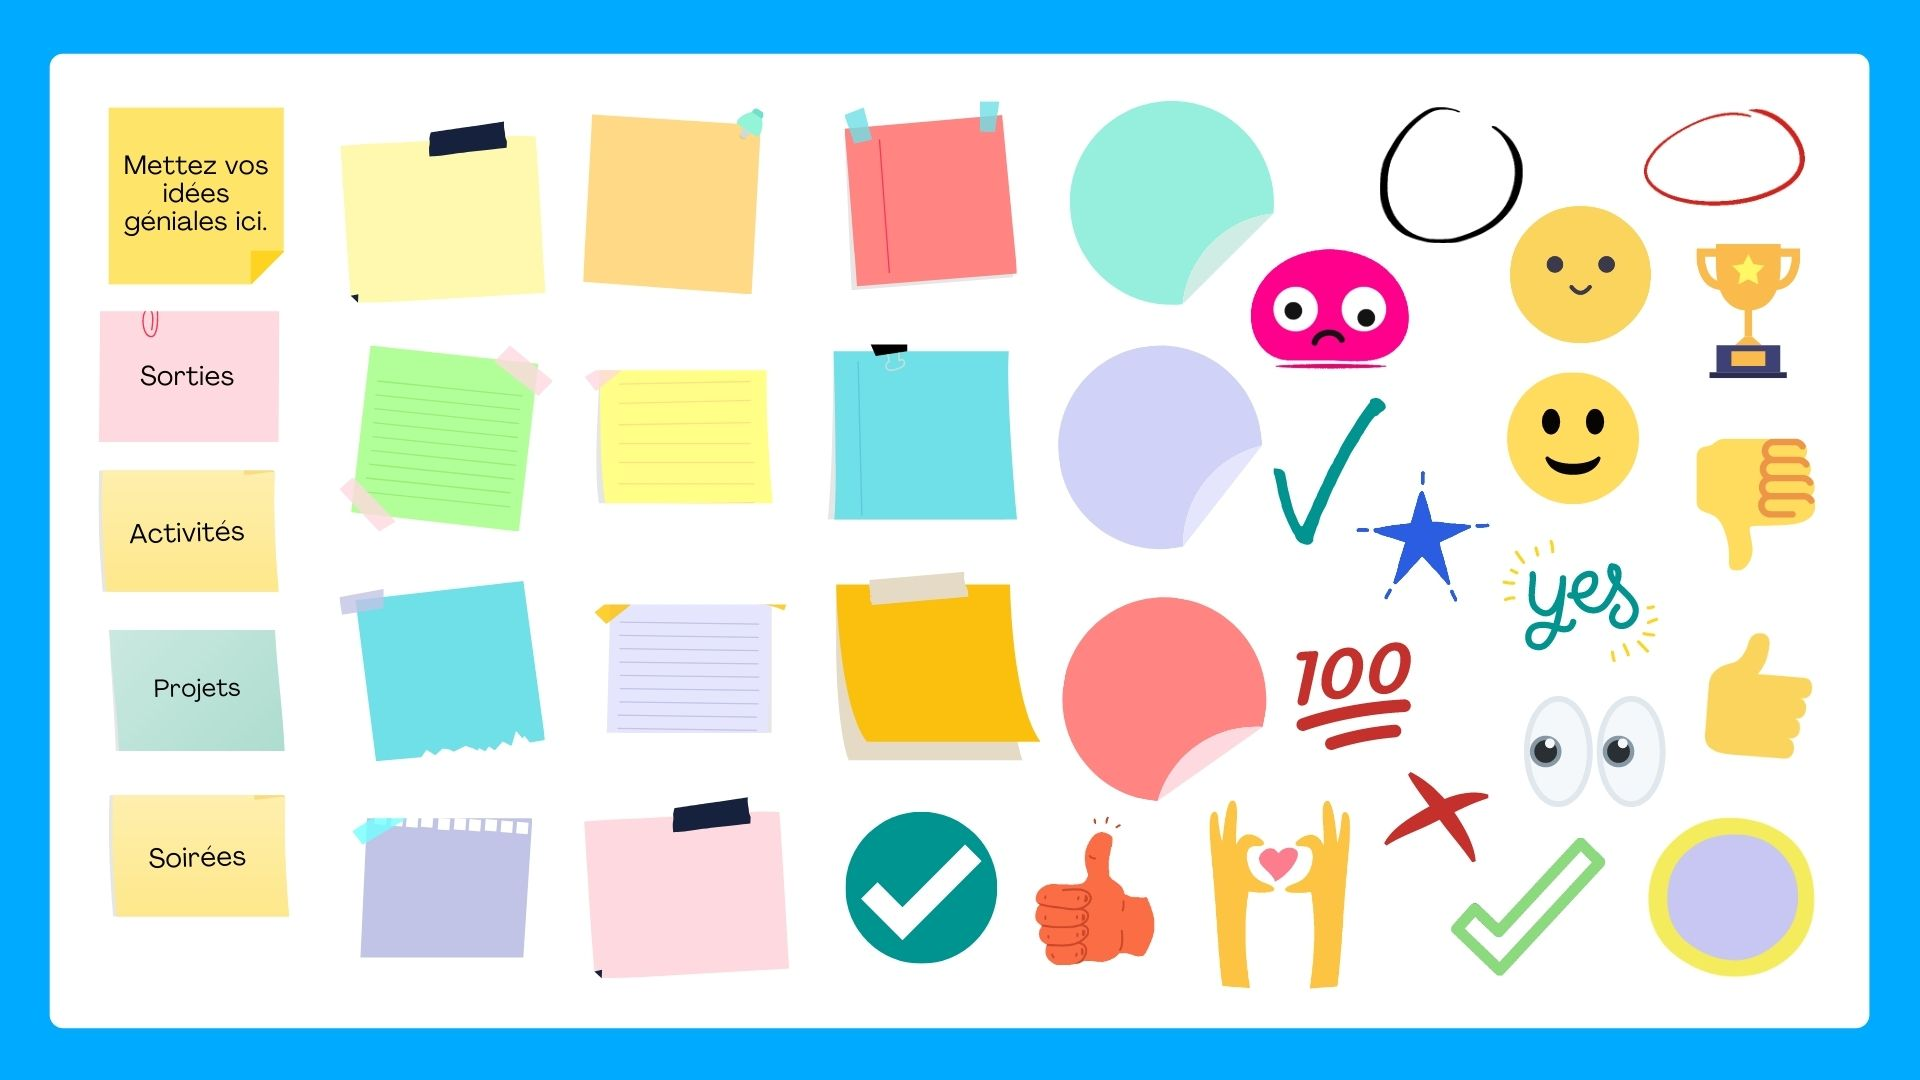 Mettez vos
idées
géniales ici.
Sorties
Activités
Projets
Soirées
yes
100